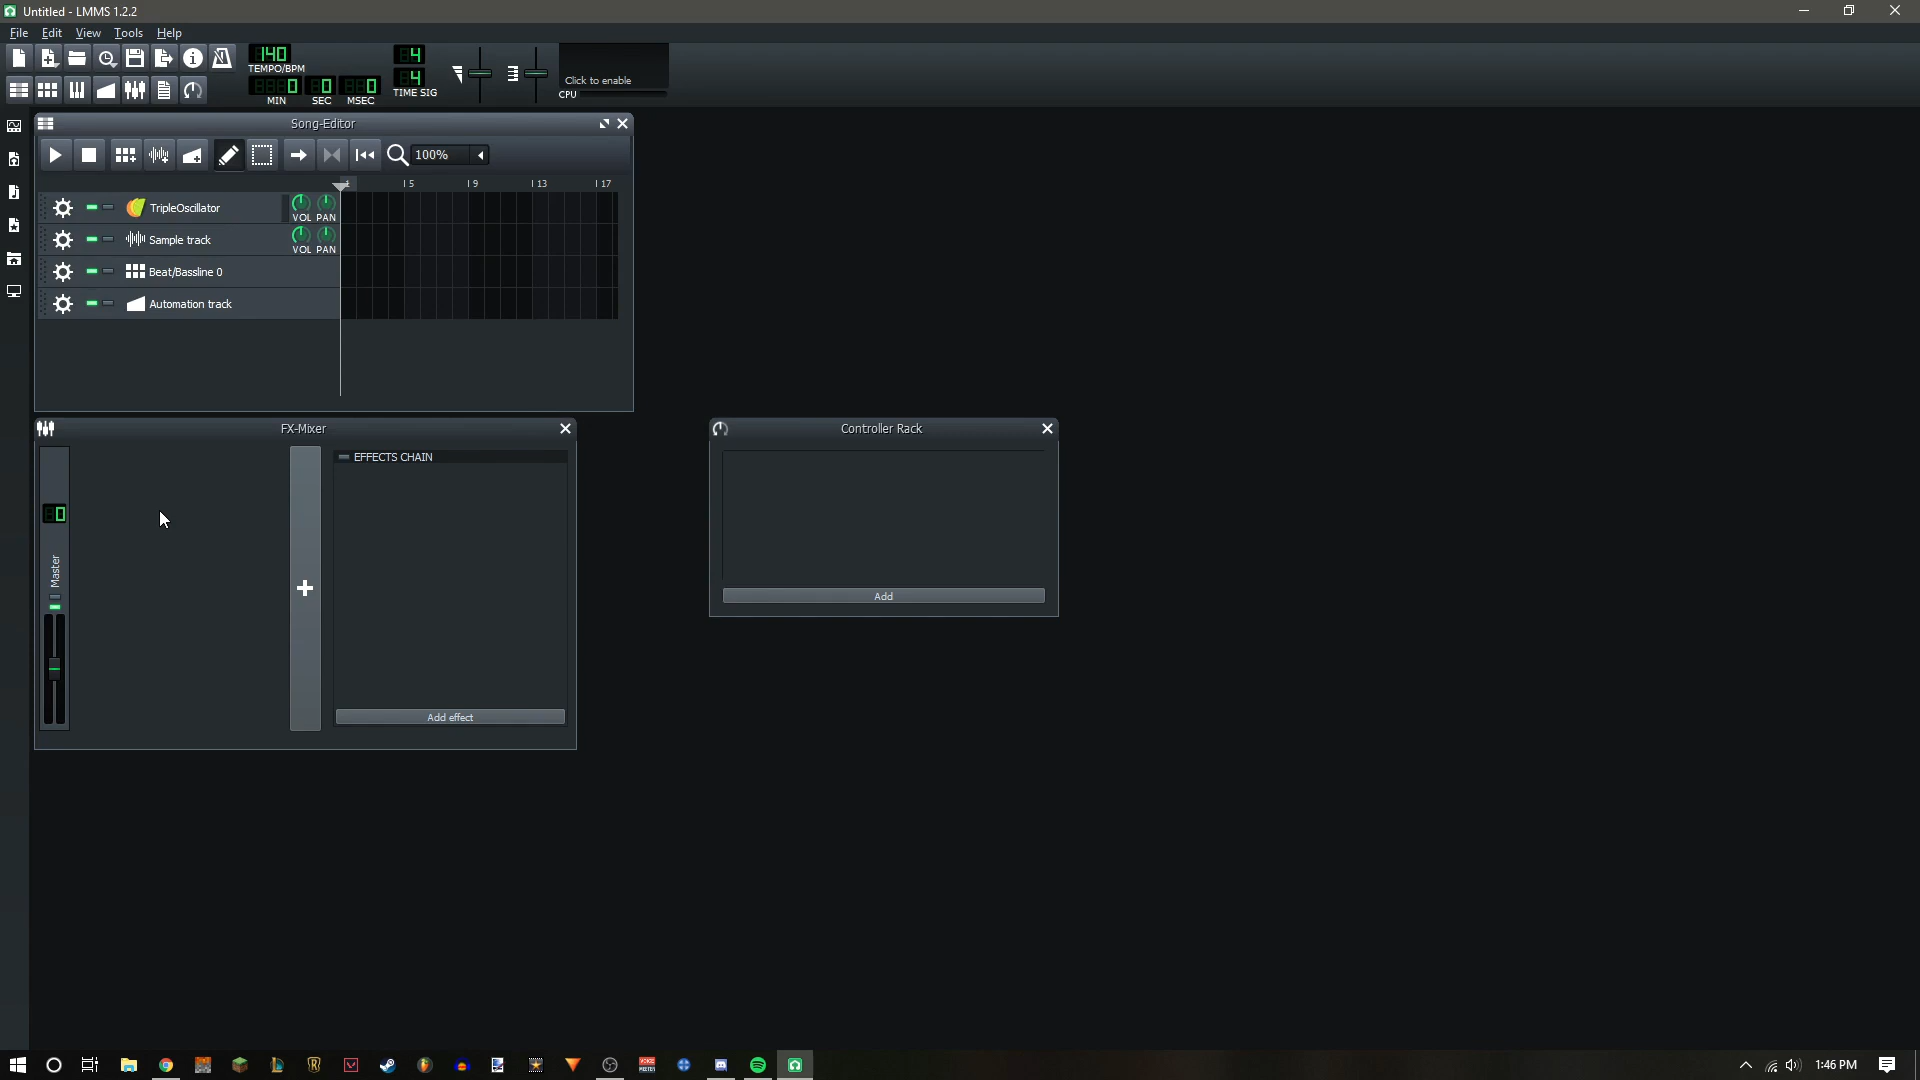 Untitled - LMMS 1.2.2
File Edit View Tools Help
140
TEMPO/BPM
0 0 0
MIN SEC MSEC
4
4
TIME SIG
Click to enable
CPU
Song-Editor
100%
1 5 9 13 17
TripleOscillator
VOL PAN
Sample track
VOL PAN
Beat/Bassline 0
Automation track
FX-Mixer
0
Master
EFFECTS CHAIN
Add effect
Controller Rack
Add
1:46 PM